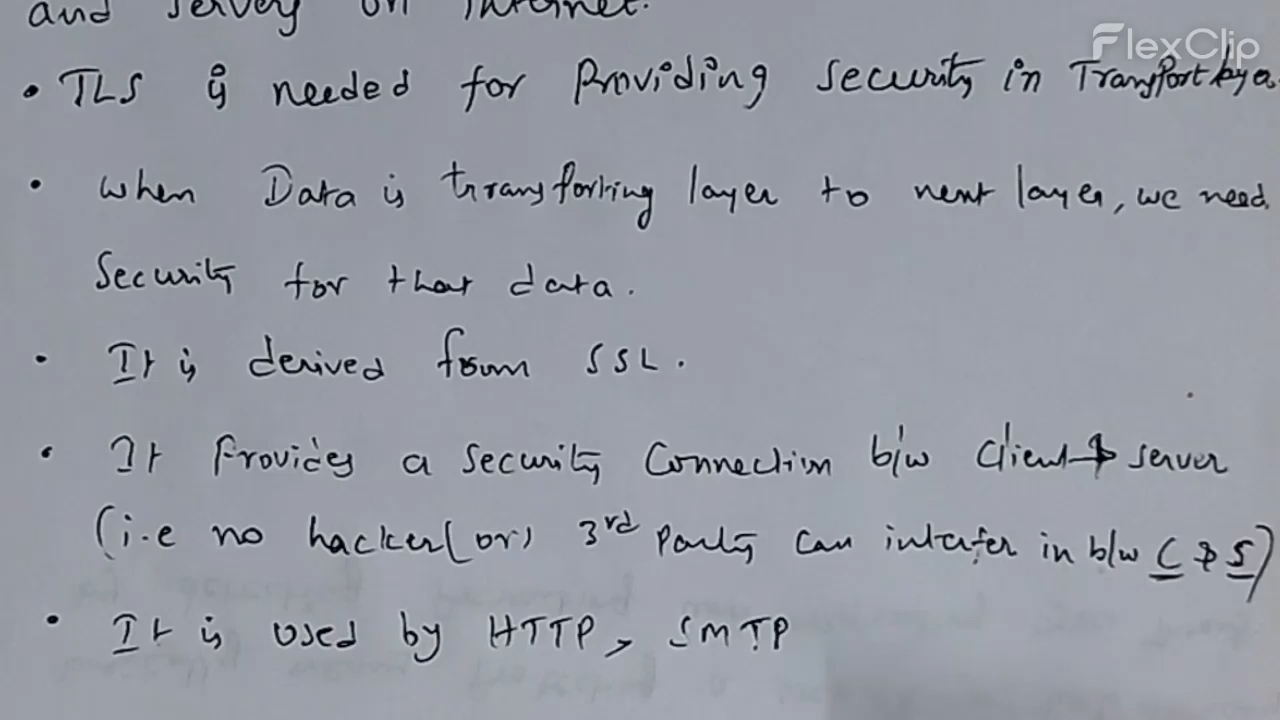 and servers on internet.
FlexClip
• TLS is needed for Providing security in Transport layer
• when Data is transporting layer to next layer, we need
Security for that data.
• It is derived from SSL.
• It Provides a security Connection b/w client & server
(i.e no hacker (or) 3rd Party can interfer in b/w C & S)
• It is used by HTTP, SMTP